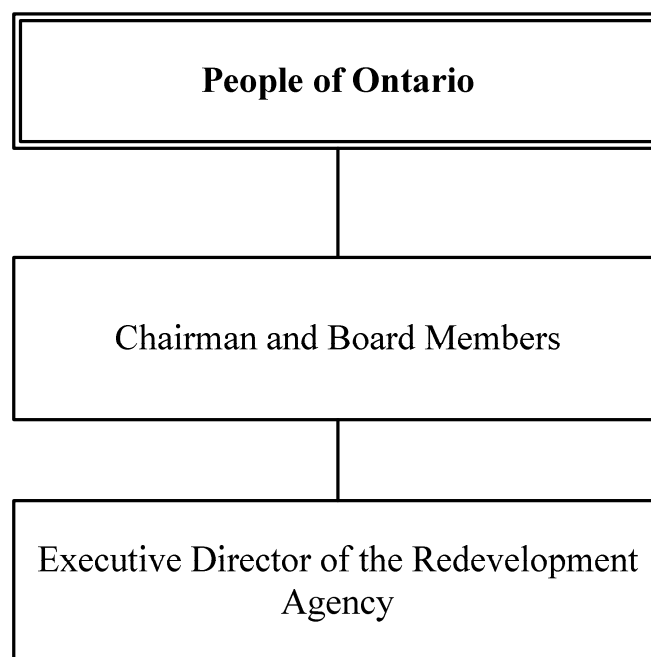 People of Ontario
Chairman and Board Members
Executive Director of the Redevelopment
Agency